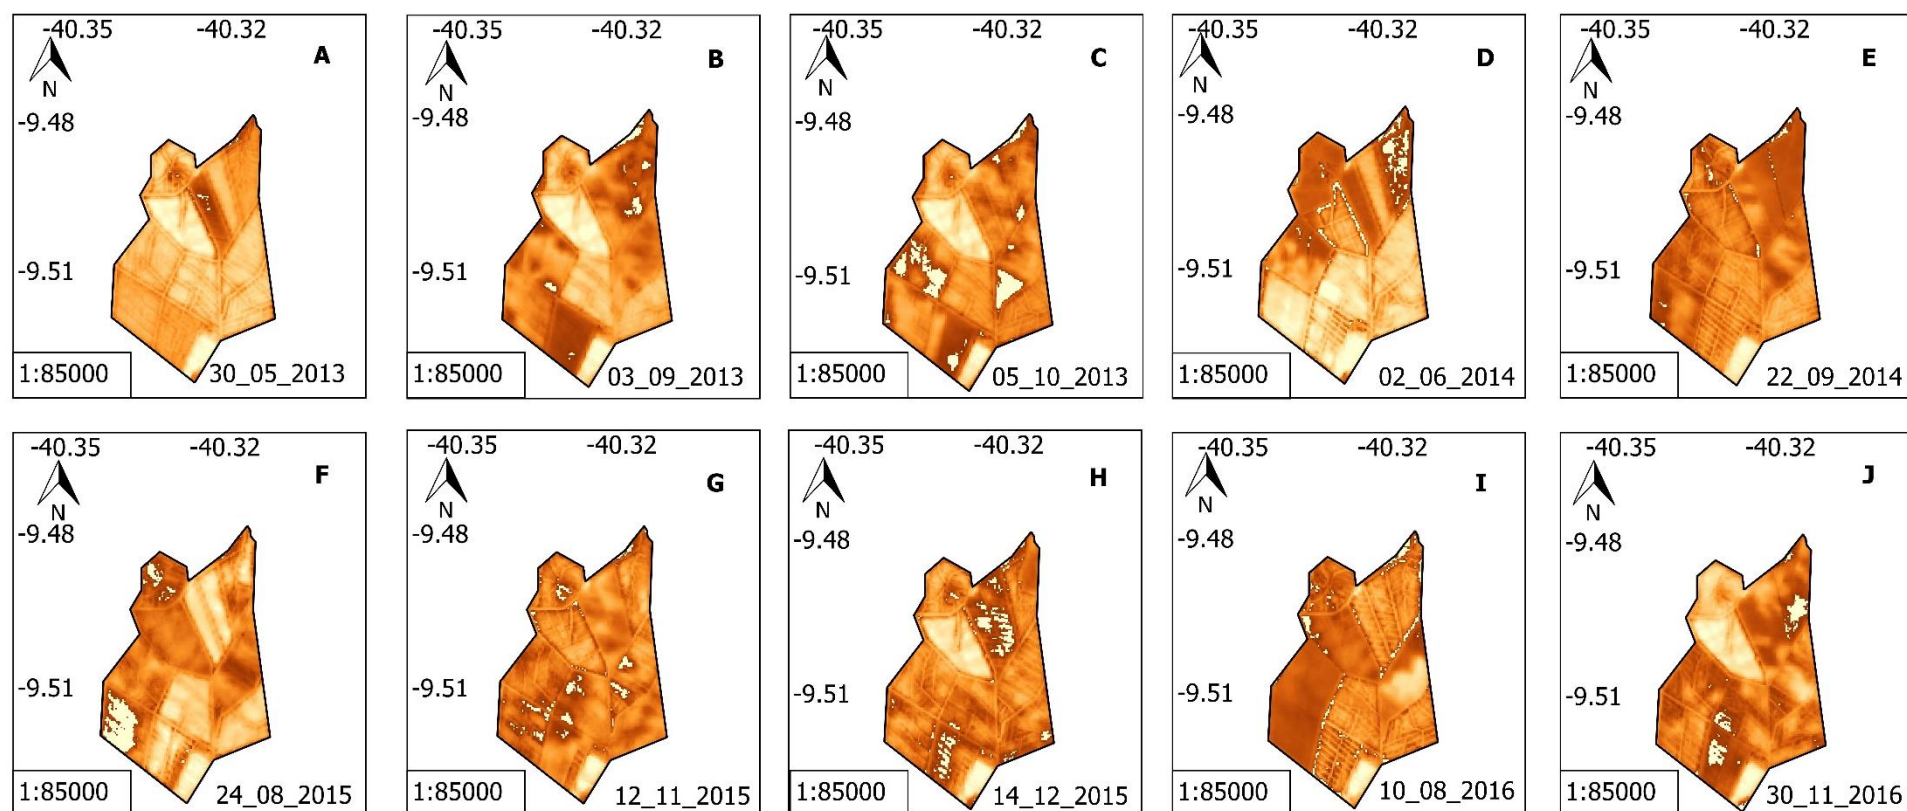 -40.35 -40.32
A
N
-9.48
-9.51
1:85000
30_05_2013
-40.35 -40.32
B
N
-9.48
-9.51
1:85000
03_09_2013
-40.35 -40.32
C
N
-9.48
-9.51
1:85000
05_10_2013
-40.35 -40.32
D
N
-9.48
-9.51
1:85000
02_06_2014
-40.35 -40.32
E
N
-9.48
-9.51
1:85000
22_09_2014
-40.35 -40.32
F
N
-9.48
-9.51
1:85000
24_08_2015
-40.35 -40.32
G
N
-9.48
-9.51
1:85000
12_11_2015
-40.35 -40.32
H
N
-9.48
-9.51
1:85000
14_12_2015
-40.35 -40.32
I
N
-9.48
-9.51
1:85000
10_08_2016
-40.35 -40.32
J
N
-9.48
-9.51
1:85000
30_11_2016